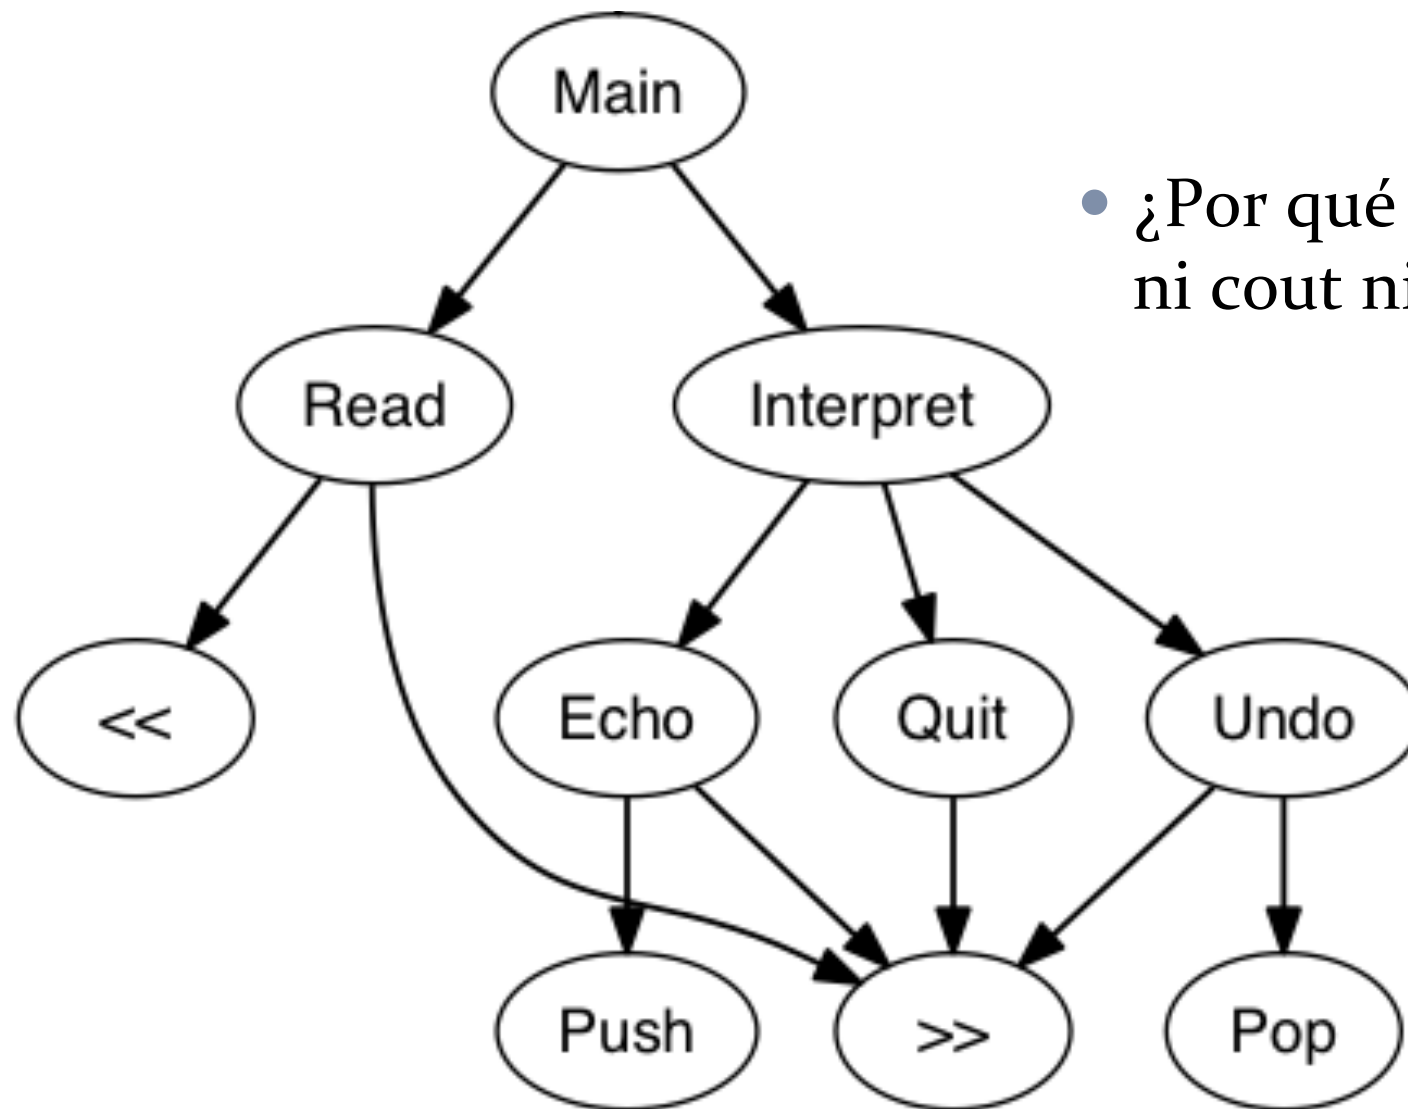 Main
¿Por qué
ni cout ni
Read
Interpret
<<
Echo
Quit
Undo
Push
>>
Pop